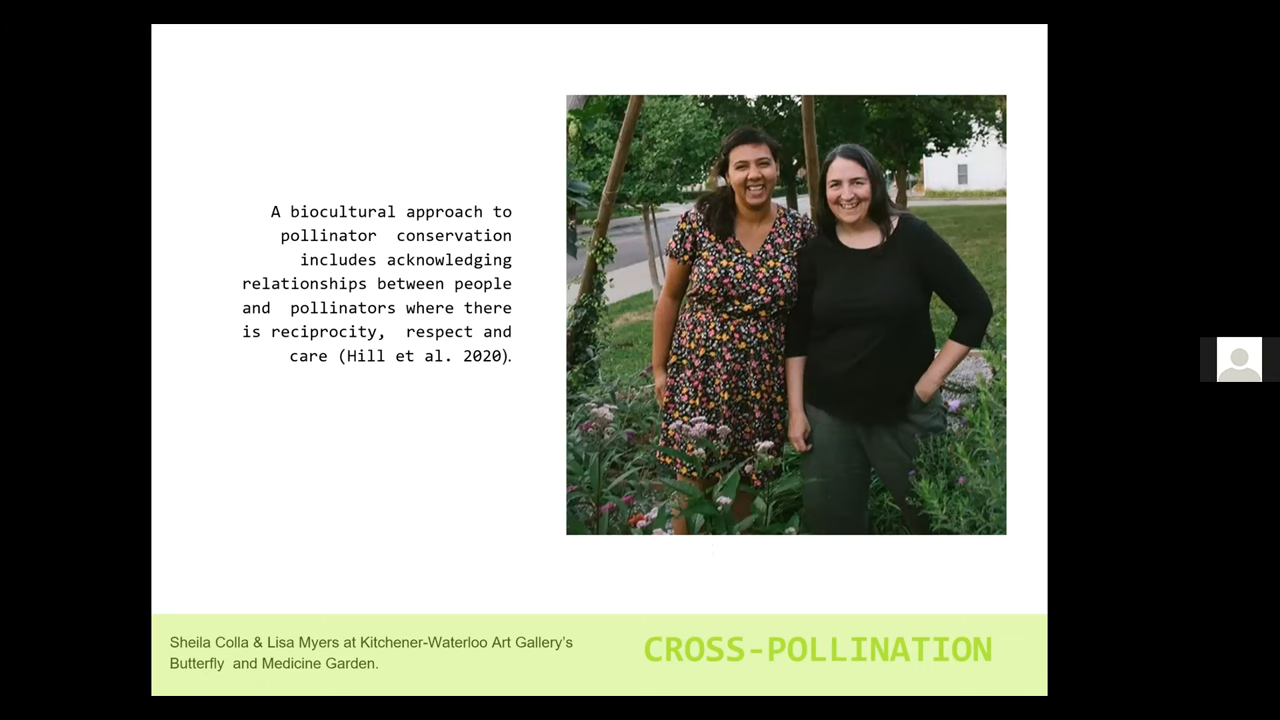 A biocultural approach to
pollinator conservation
includes acknowledging
relationships between people
and pollinators where there
is reciprocity, respect and
care (Hill et al. 2020).
Sheila Colla & Lisa Myers at Kitchener-Waterloo Art Gallery's
Butterfly and Medicine Garden.
CROSS-POLLINATION